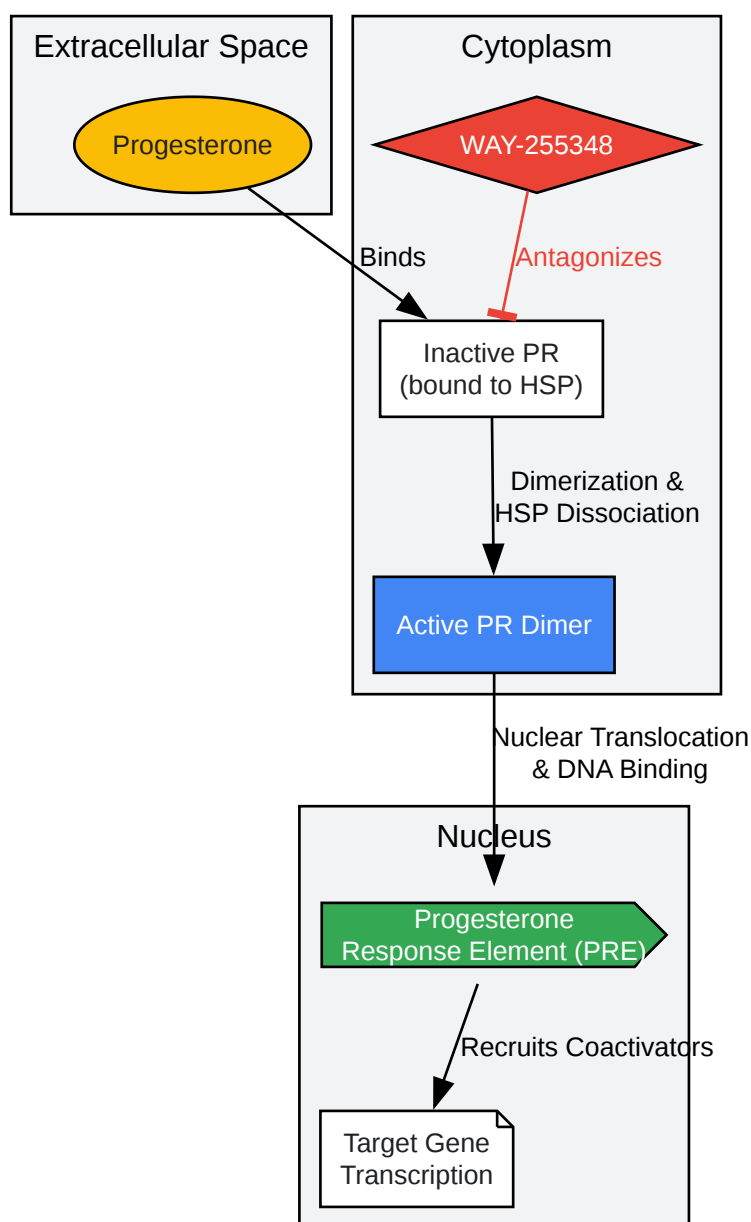 Extracellular Space
Cytoplasm
Progesterone
WAY-255348
Binds
Antagonizes
Inactive PR
(bound to HSP)
Dimerization &
HSP Dissociation
Active PR Dimer
Nuclear Translocation
& DNA Binding
Nucleus
Progesterone
Response Element (PRE)
Recruits Coactivators
Target Gene
Transcription